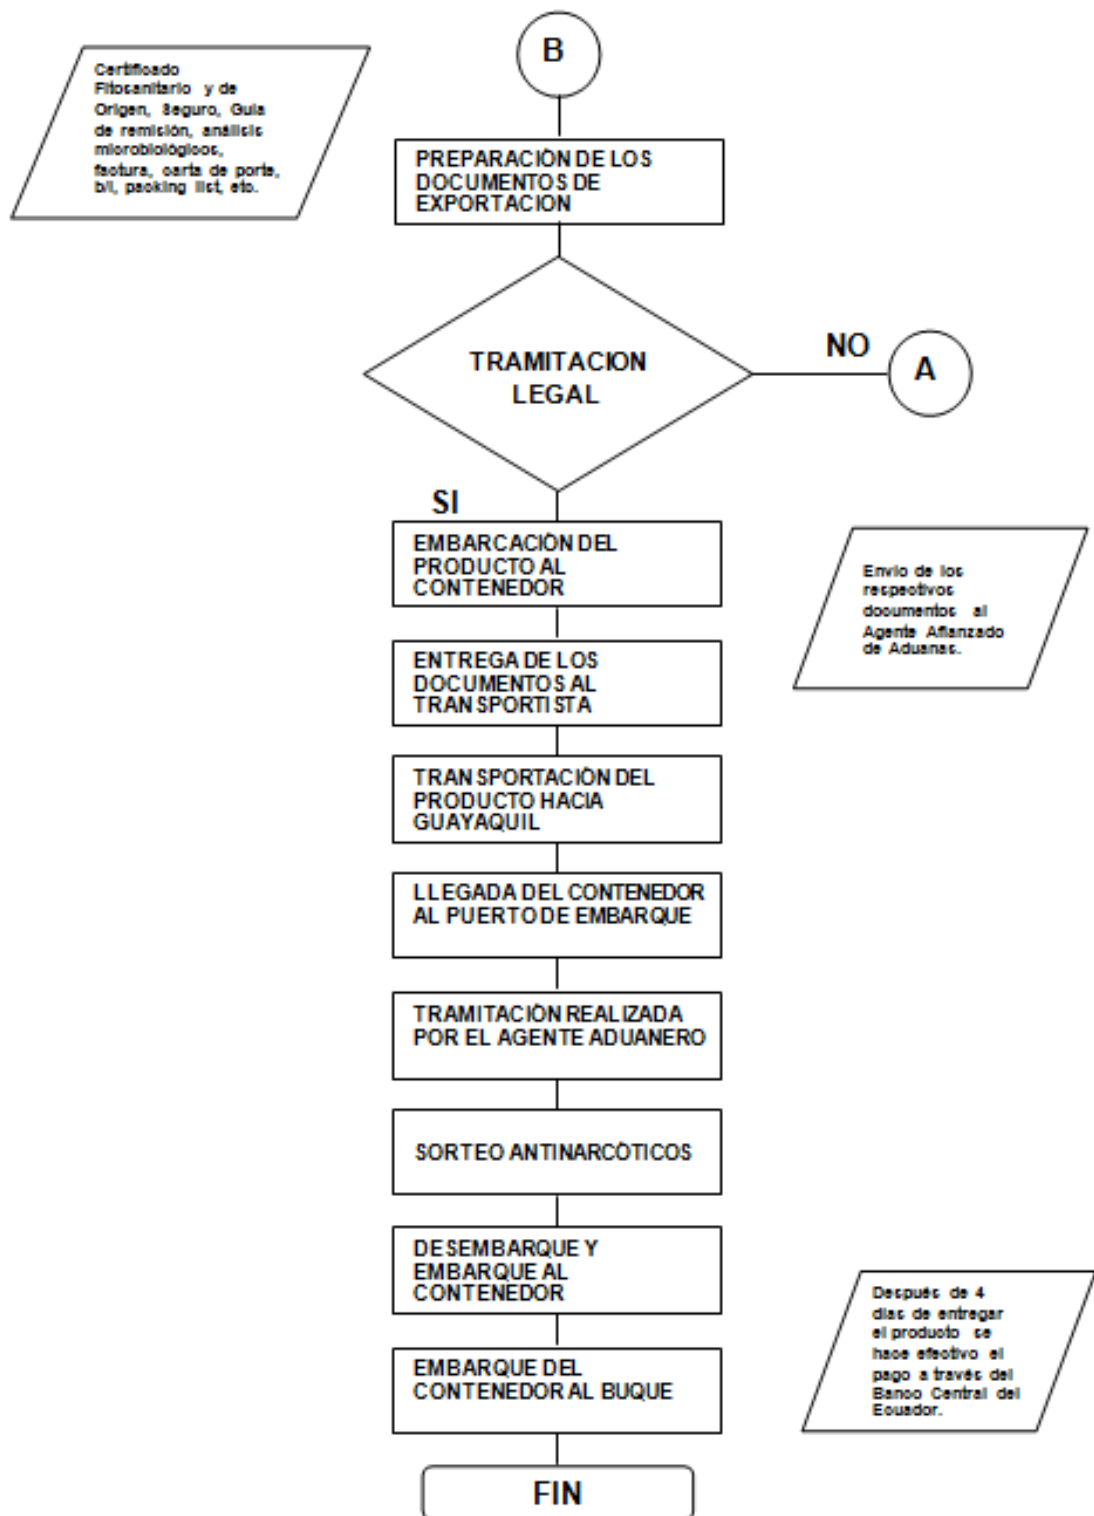 B
Certificado
Fitosanitario y de
Origen, Seguro, Guia
de remisión, análisis
microbiológicos,
factura, carta de porte,
b/l, packing list, etc.
PREPARACIÓN DE LOS
DOCUMENTOS DE
EXPORTACION
TRAMITACION
LEGAL
NO
A
SI
EMBARCACIÓN DEL
PRODUCTO AL
CONTENEDOR
Envio de los
respectivos
documentos al
Agente Afianzado
de Aduanas.
ENTREGA DE LOS
DOCUMENTOS AL
TRANSPORTISTA
TRANSPORTACIÓN DEL
PRODUCTO HACIA
GUAYAQUIL
LLEGADA DEL CONTENEDOR
AL PUERTO DE EMBARQUE
TRAMITACIÓN REALIZADA
POR EL AGENTE ADUANERO
SORTEO ANTINARCÓTICOS
DESEMBARQUE Y
EMBARQUE AL
CONTENEDOR
Después de 4
dias de entregar
el producto se
hace efectivo el
pago a través del
Banco Central del
Ecuador.
EMBARQUE DEL
CONTENEDOR AL BUQUE
FIN